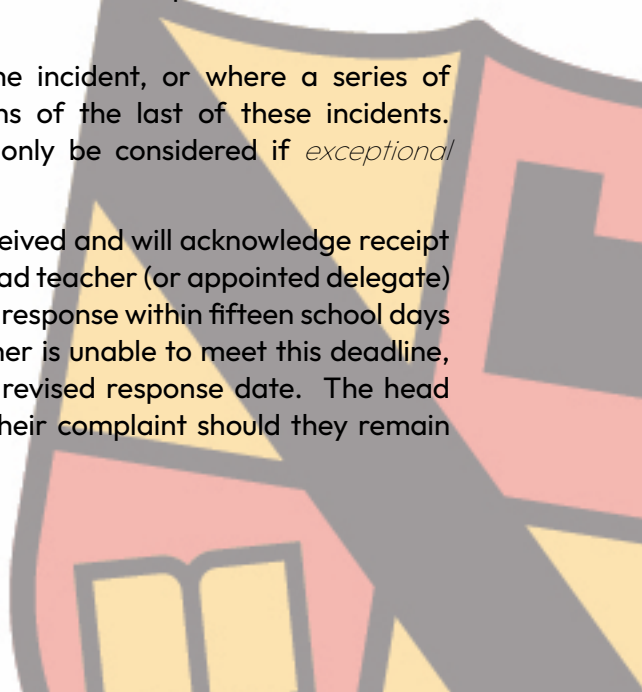 he incident, or where a series of
ns of the last of these incidents.
only be considered if exceptional
eived and will acknowledge receipt
ad teacher (or appointed delegate)
response within fifteen school days
her is unable to meet this deadline,
revised response date. The head
heir complaint should they remain